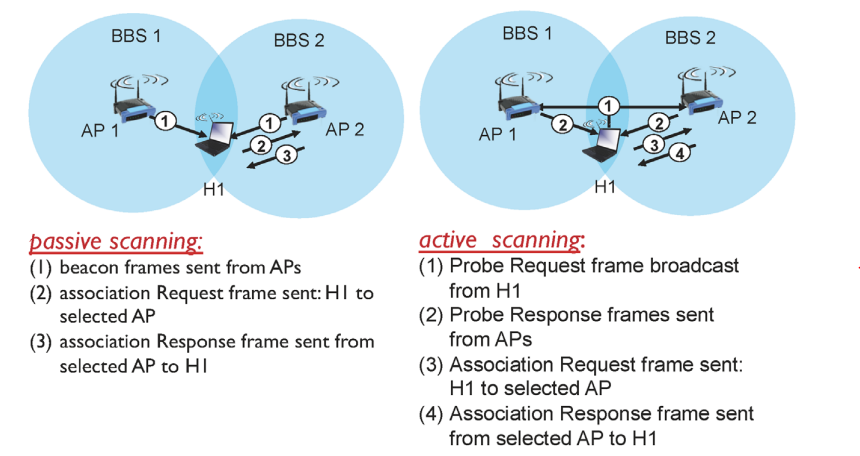 BBS 1
BBS 2
AP 1
1
1
AP 2
2
3
H1
BBS 1
BBS 2
1
AP 1
2
2
AP 2
3
4
H1
passive scanning:
(1) beacon frames sent from APs
(2) association Request frame sent: H1 to
selected AP
(3) association Response frame sent from
selected AP to H1
active scanning:
(1) Probe Request frame broadcast
from H1
(2) Probe Response frames sent
from APs
(3) Association Request frame sent:
H1 to selected AP
(4) Association Response frame sent
from selected AP to H1